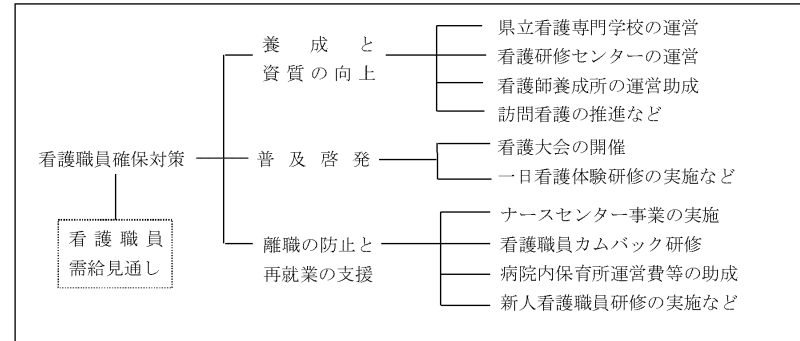 看護職員確保対策
看護職員
需給見通し
養成と
資質の向上
県立看護専門学校の運営
看護研修センターの運営
看護師養成所の運営助成
訪問看護の推進など
普及啓発
看護大会の開催
一日看護体験研修の実施など
離職の防止と
再就業の支援
ナースセンター事業の実施
看護職員カムバック研修
病院内保育所運営費等の助成
新人看護職員研修の実施など